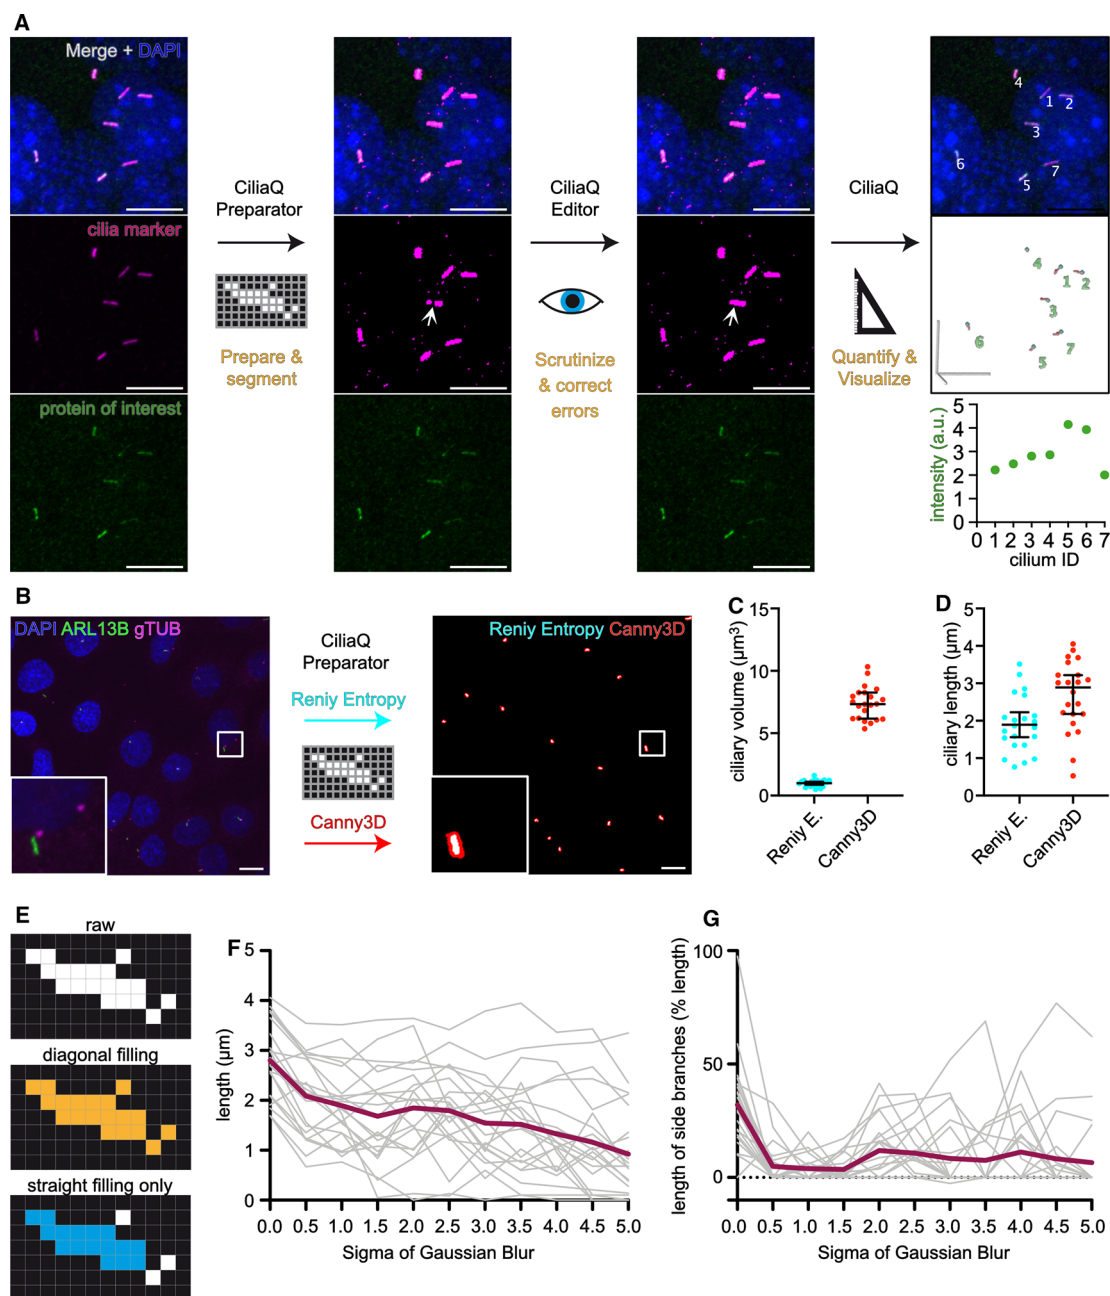 A
Merge + DAPI
cilia marker
protein of interest
CiliaQ
Preparator
Prepare &
segment
CiliaQ
Editor
Scrutinize
& correct
errors
CiliaQ
Quantify &
Visualize
4
1
2
3
6
5
7
4
1
2
3
6
5
7
intensity (a.u.)
5
4
3
2
1
0
0 1 2 3 4 5 6 7
cilium ID
B
DAPI ARL13B gTUB
CiliaQ
Preparator
Reniy Entropy
Canny3D
Reniy Entropy Canny3D
C
ciliary volume (µm³)
15
10
5
0
Reniy E.
Canny3D
D
ciliary length (µm)
5
4
3
2
1
0
Reniy E.
Canny3D
E
raw
diagonal filling
straight filling only
F
length (µm)
5
4
3
2
1
0
0.0 0.5 1.0 1.5 2.0 2.5 3.0 3.5 4.0 4.5 5.0
Sigma of Gaussian Blur
G
length of side branches (% length)
100
50
0
0.0 0.5 1.0 1.5 2.0 2.5 3.0 3.5 4.0 4.5 5.0
Sigma of Gaussian Blur